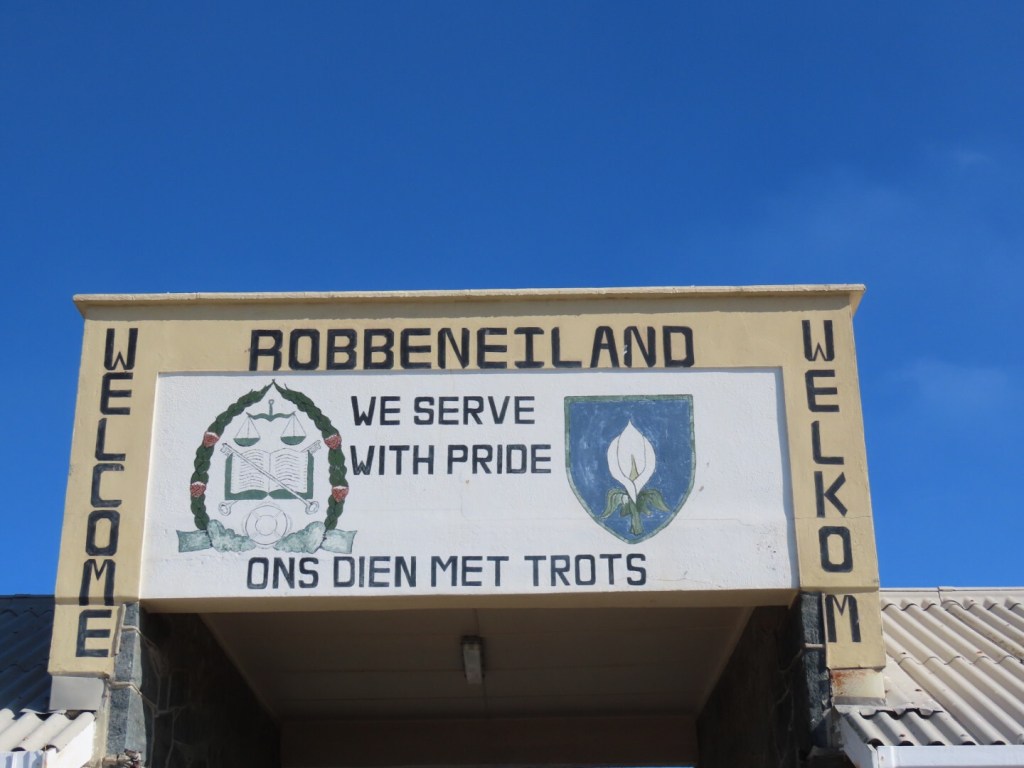 ROBBENEILAND
WELCOME
WE SERVE
WITH PRIDE
ONS DIEN MET TROTS
WELKOM